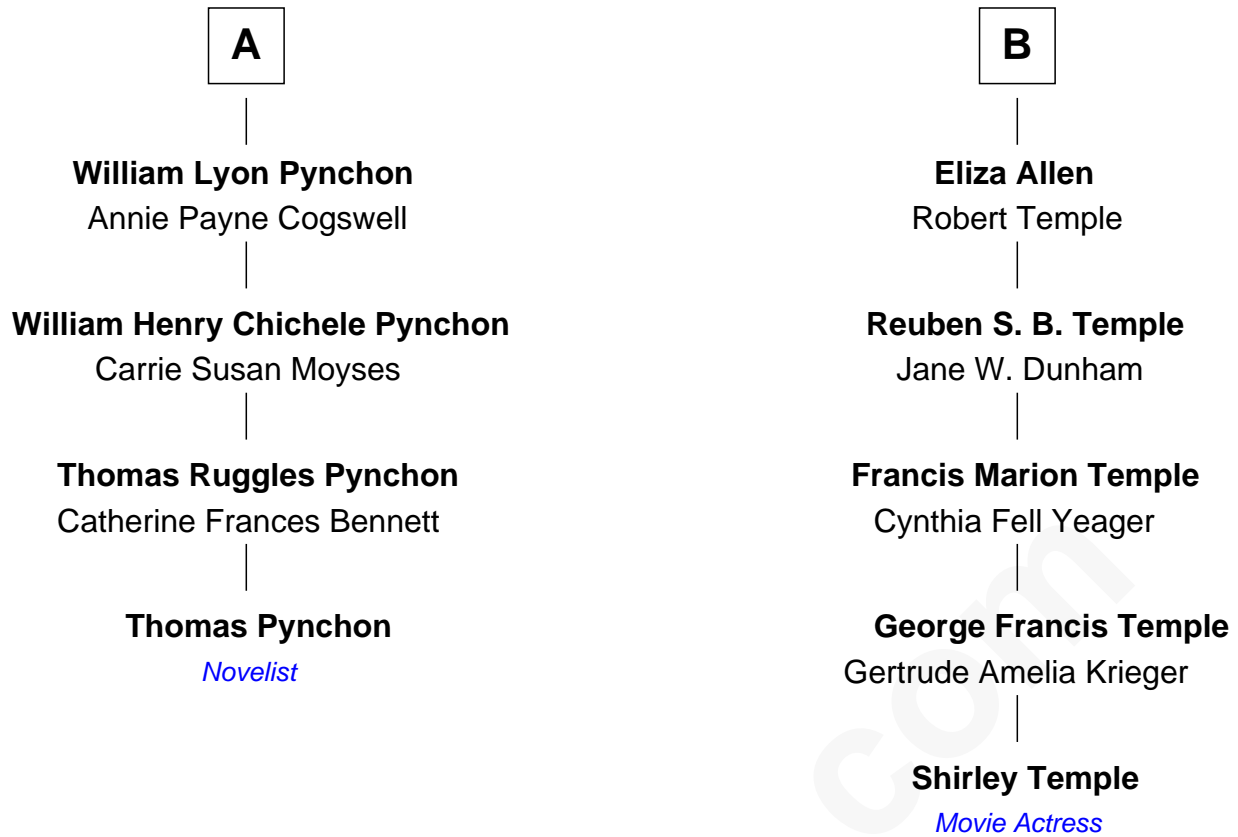 A
William Lyon Pynchon
Annie Payne Cogswell
William Henry Chichele Pynchon
Carrie Susan Moyses
Thomas Ruggles Pynchon
Catherine Frances Bennett
Thomas Pynchon
Novelist
B
Eliza Allen
Robert Temple
Reuben S. B. Temple
Jane W. Dunham
Francis Marion Temple
Cynthia Fell Yeager
George Francis Temple
Gertrude Amelia Krieger
Shirley Temple
Movie Actress
com